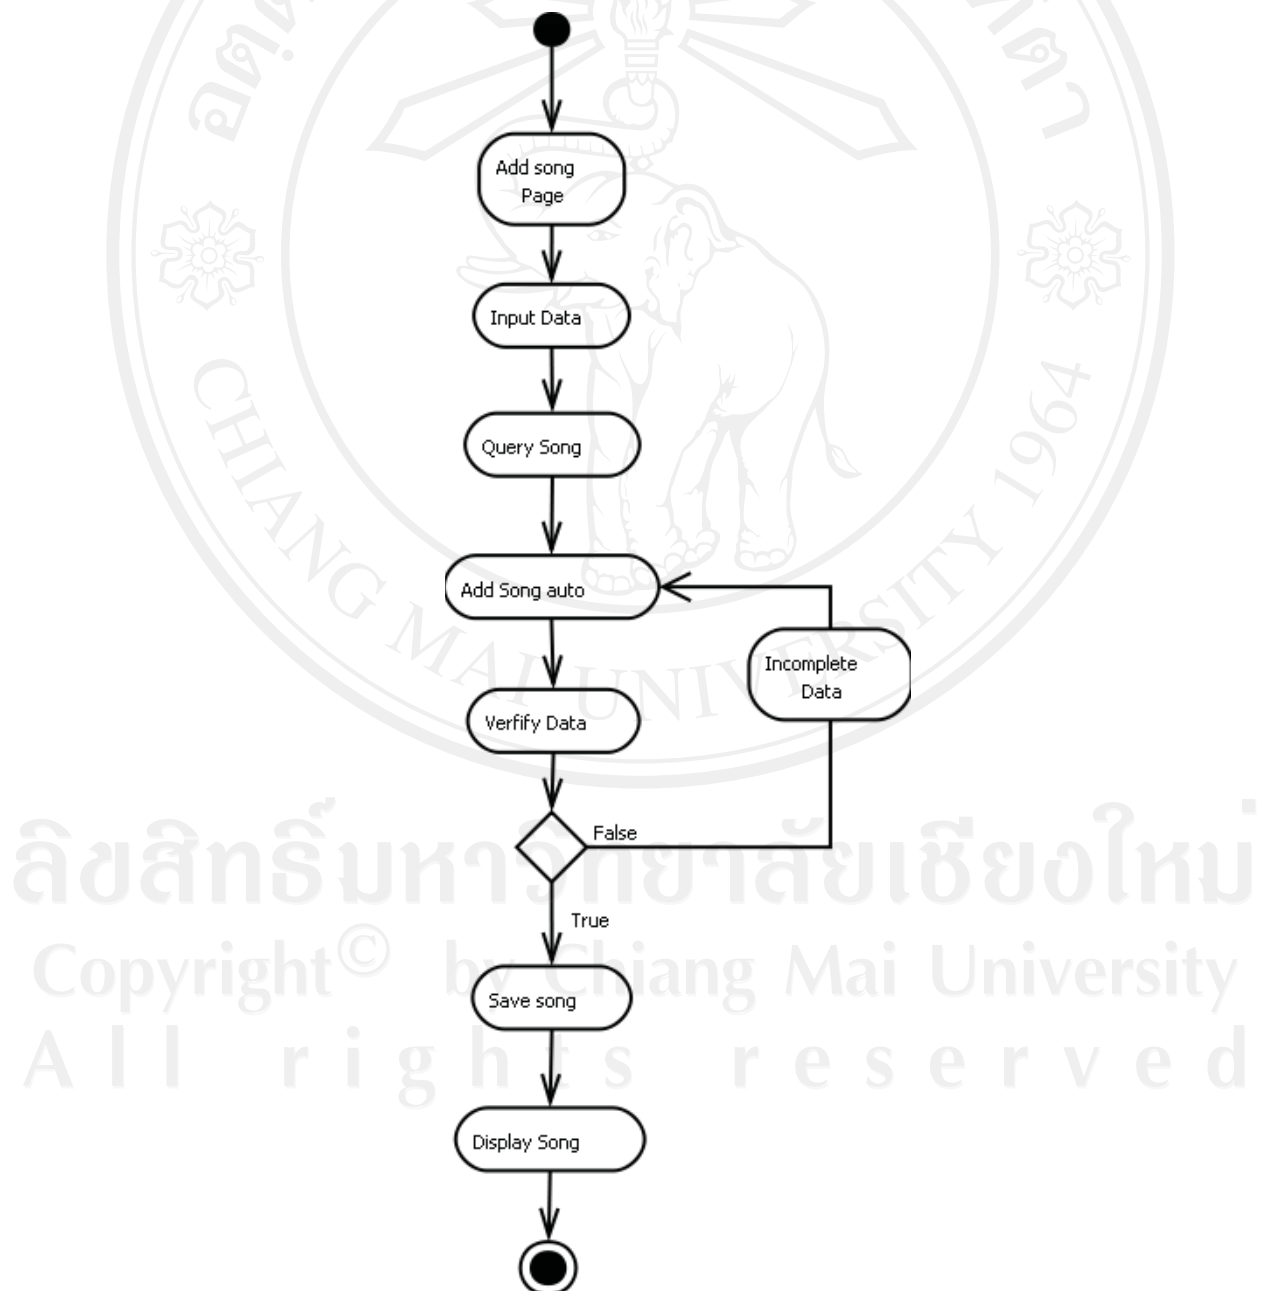 Add song
Page
Input Data
Query Song
Add Song auto
Incomplete
Data
Verfify Data
False
True
Save song
Display Song
CHIANG MAI UNIVERSITY 1964
ลิขสิทธิ์มหาวิทยาลัยเชียงใหม่
Copyright© by Chiang Mai University
All rights reserved